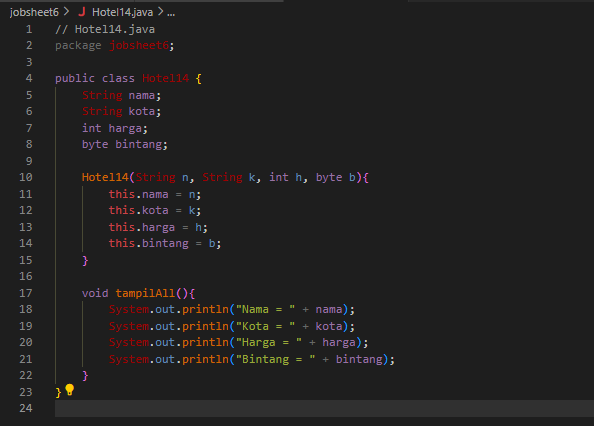 jobsheet6 > J Hotel14.java > ...
1 // Hotel14.java
2 package jobsheet6;
3
4 public class Hotel14 {
5     String nama;
6     String kota;
7     int harga;
8     byte bintang;
9
10     Hotel14(String n, String k, int h, byte b){
11         this.nama = n;
12         this.kota = k;
13         this.harga = h;
14         this.bintang = b;
15     }
16
17     void tampilAll(){
18         System.out.println("Nama = " + nama);
19         System.out.println("Kota = " + kota);
20         System.out.println("Harga = " + harga);
21         System.out.println("Bintang = " + bintang);
22     }
23 }
24